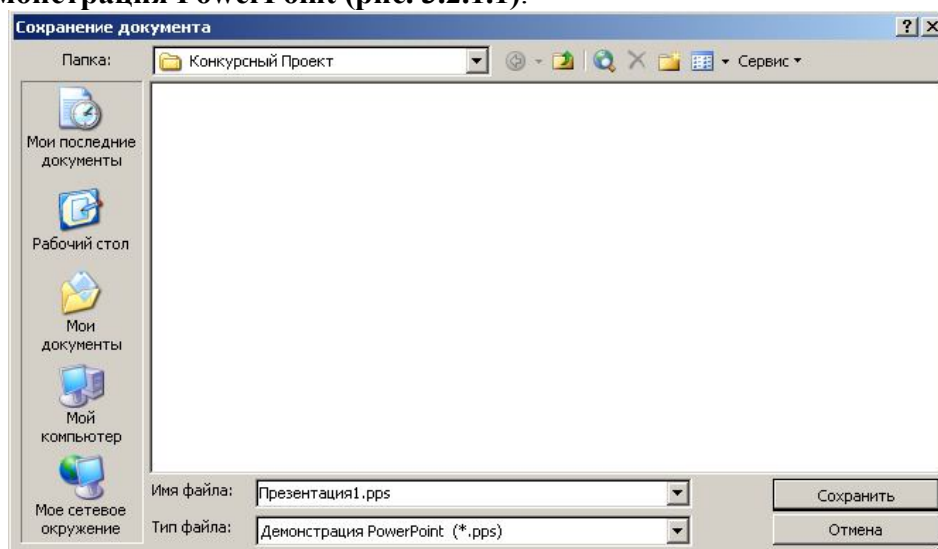 монстрация PowerPoint (рис. 3.2.1.1).
Сохранение документа
Папка:
Конкурсный Проект
Сервис
Мои последние
документы
Рабочий стол
Мои
документы
Мой
компьютер
Мое сетевое
окружение
Имя файла:
Презентация1.pps
Сохранить
Тип файла:
Демонстрация PowerPoint (*.pps)
Отмена